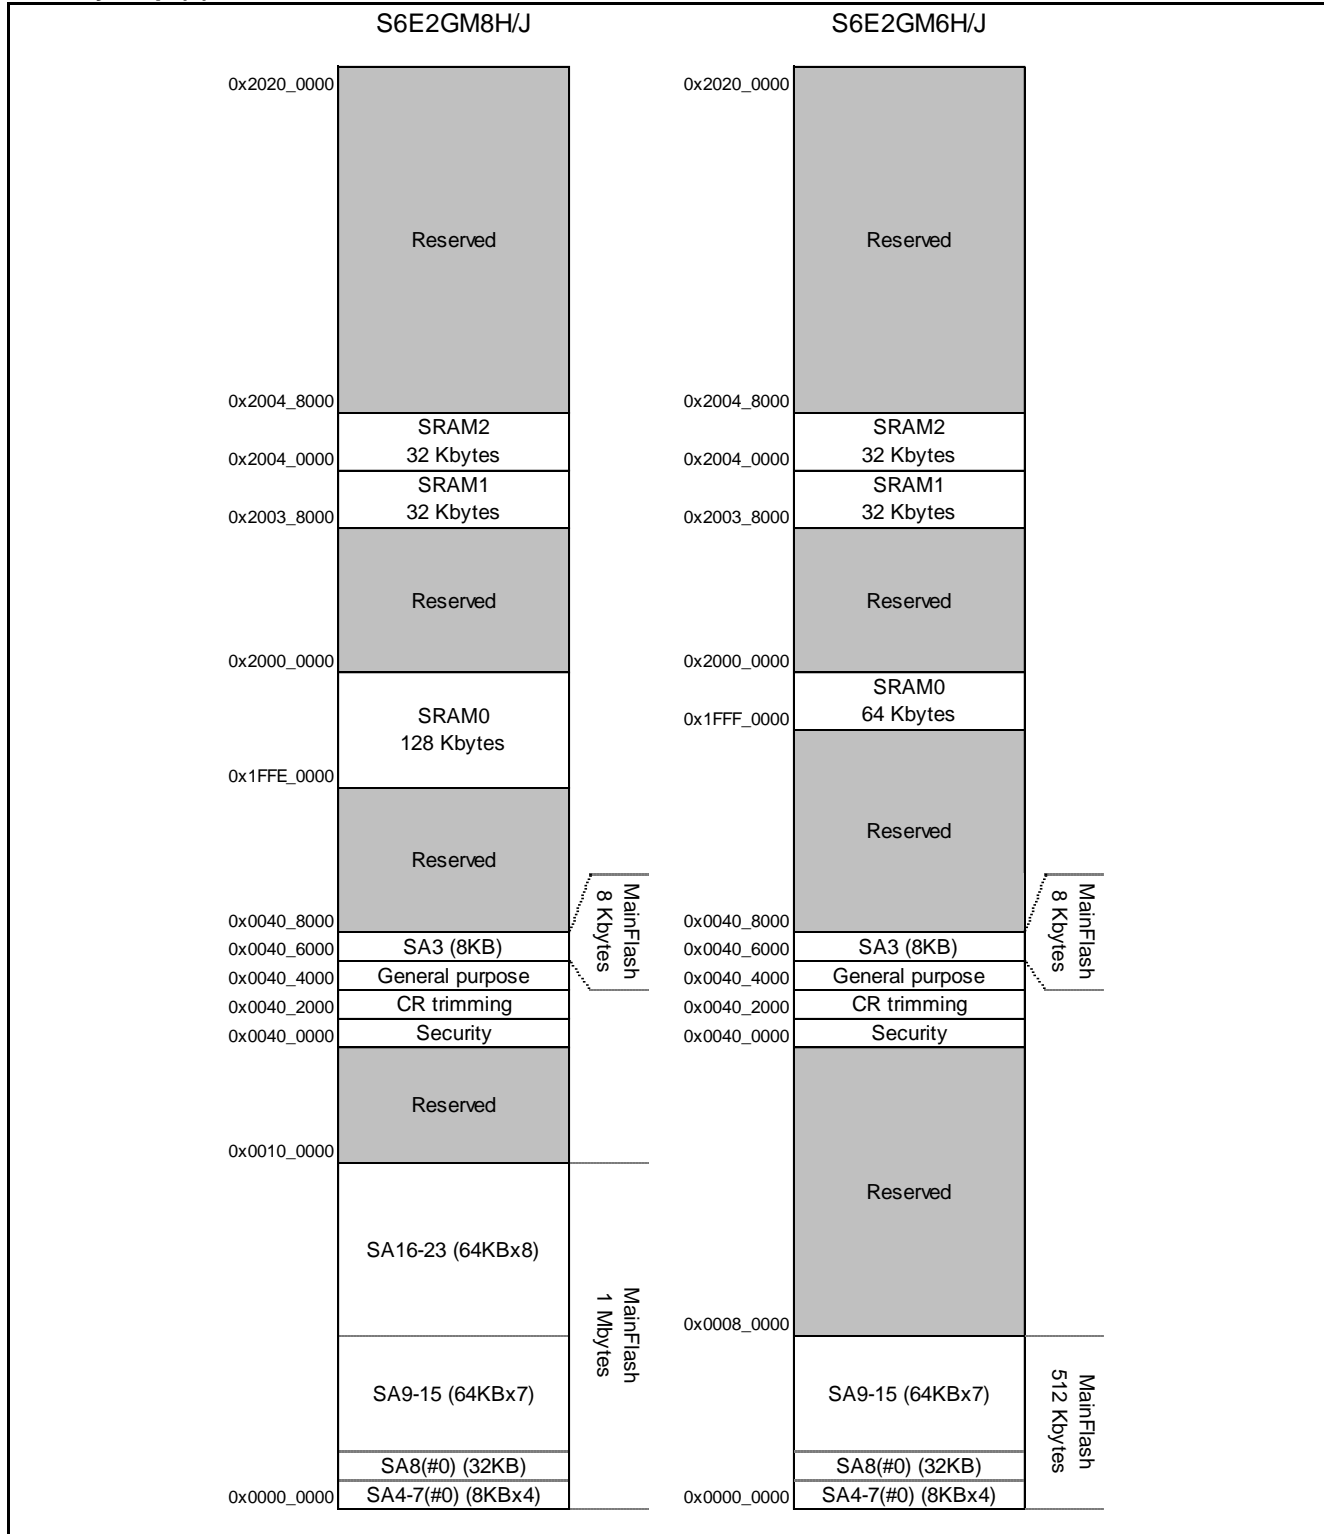 S6E2GM8H/J
0x2020_0000
Reserved
0x2004_8000
SRAM2
32 Kbytes
0x2004_0000
SRAM1
32 Kbytes
0x2003_8000
Reserved
0x2000_0000
SRAM0
128 Kbytes
0x1FFE_0000
Reserved
MainFlash
8 Kbytes
0x0040_8000
SA3 (8KB)
0x0040_6000
General purpose
0x0040_4000
CR trimming
0x0040_2000
Security
0x0040_0000
Reserved
0x0010_0000
SA16-23 (64KBx8)
MainFlash
1 Mbytes
SA9-15 (64KBx7)
SA8(#0) (32KB)
SA4-7(#0) (8KBx4)
0x0000_0000
S6E2GM6H/J
0x2020_0000
Reserved
0x2004_8000
SRAM2
32 Kbytes
0x2004_0000
SRAM1
32 Kbytes
0x2003_8000
Reserved
0x2000_0000
SRAM0
64 Kbytes
0x1FFF_0000
Reserved
MainFlash
8 Kbytes
0x0040_8000
SA3 (8KB)
0x0040_6000
General purpose
0x0040_4000
CR trimming
0x0040_2000
Security
0x0040_0000
Reserved
0x0008_0000
SA9-15 (64KBx7)
MainFlash
512 Kbytes
SA8(#0) (32KB)
SA4-7(#0) (8KBx4)
0x0000_0000